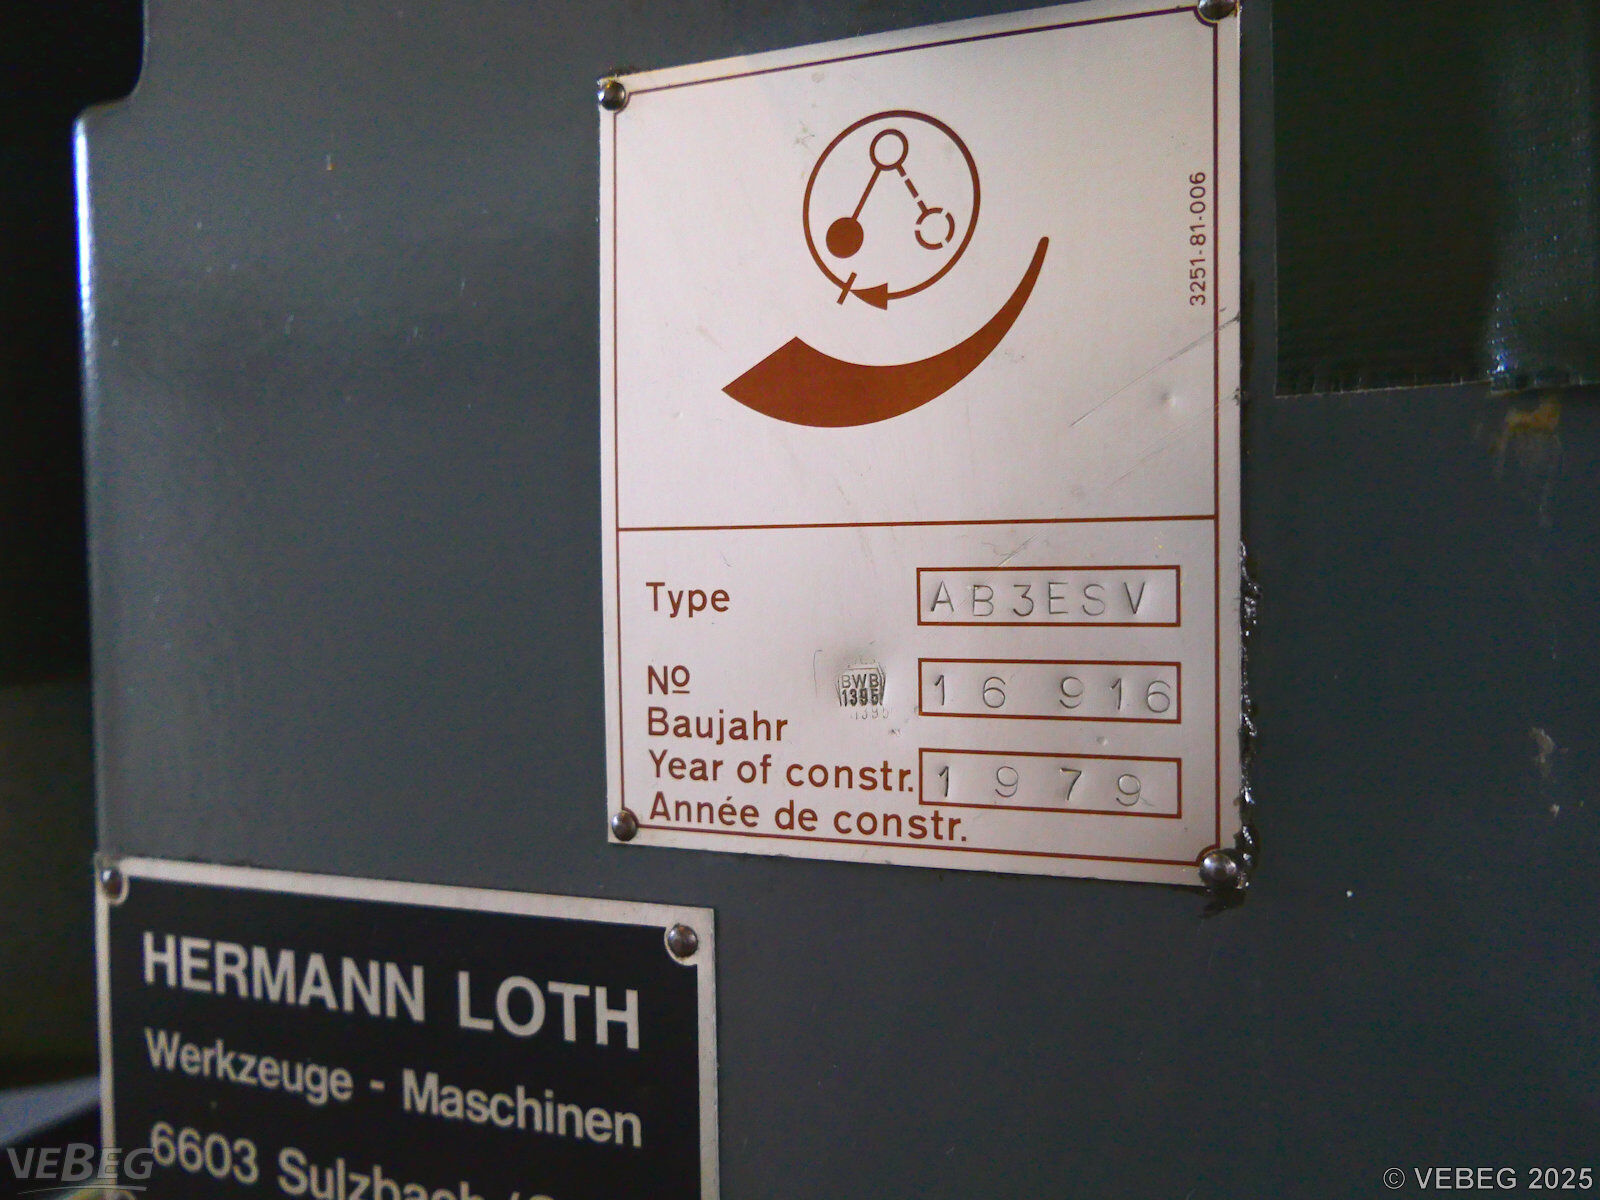 3251-81-006
Type AB3ESV
Nº 16 916
BWB
1395
1395
Baujahr
Year of constr. 1979
Année de constr.
HERMANN LOTH
Werkzeuge - Maschinen
6603
VEBEG
© VEBEG 2025